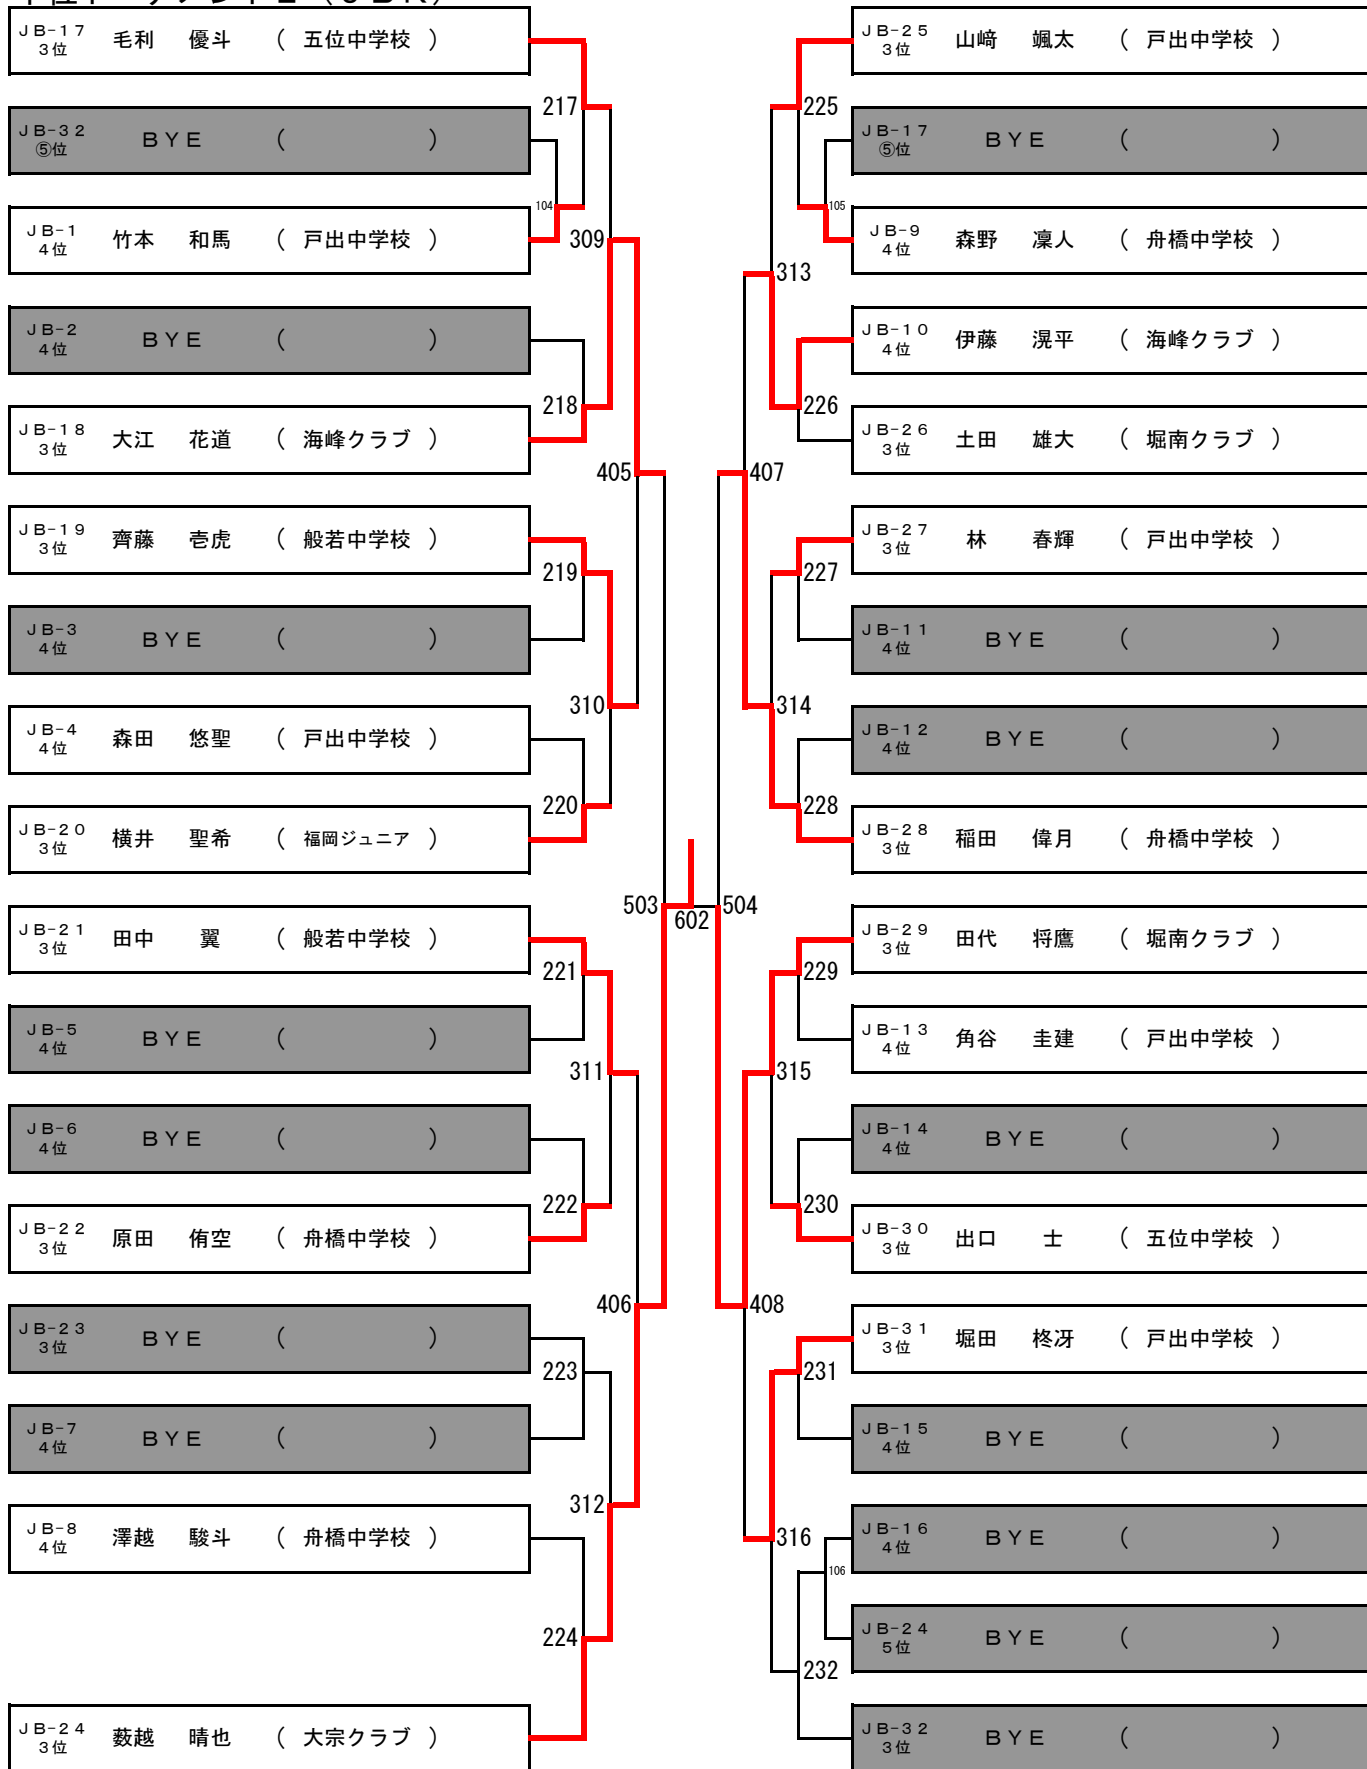 JB-17 3位 毛利 優斗 ( 五位中学校 )
217
JB-32 ⑤位 BYE ( )
104
JB-1 4位 竹本 和馬 ( 戸出中学校 )
309
JB-2 4位 BYE ( )
218
JB-18 3位 大江 花道 ( 海峰クラブ )
405
JB-19 3位 齊藤 壱虎 ( 般若中学校 )
219
JB-3 4位 BYE ( )
310
JB-4 4位 森田 悠聖 ( 戸出中学校 )
220
JB-20 3位 横井 聖希 ( 福岡ジュニア )
503
602
504
JB-21 3位 田中 翼 ( 般若中学校 )
221
JB-5 4位 BYE ( )
311
JB-6 4位 BYE ( )
222
JB-22 3位 原田 侑空 ( 舟橋中学校 )
406
JB-23 3位 BYE ( )
223
JB-7 4位 BYE ( )
312
JB-8 4位 澤越 駿斗 ( 舟橋中学校 )
224
JB-24 3位 薮越 晴也 ( 大宗クラブ )
JB-25 3位 山﨑 颯太 ( 戸出中学校 )
225
JB-17 ⑤位 BYE ( )
105
JB-9 4位 森野 凜人 ( 舟橋中学校 )
313
JB-10 4位 伊藤 滉平 ( 海峰クラブ )
226
JB-26 3位 土田 雄大 ( 堀南クラブ )
407
JB-27 3位 林 春輝 ( 戸出中学校 )
227
JB-11 4位 BYE ( )
314
JB-12 4位 BYE ( )
228
JB-28 3位 稲田 偉月 ( 舟橋中学校 )
JB-29 3位 田代 将鷹 ( 堀南クラブ )
229
JB-13 4位 角谷 圭建 ( 戸出中学校 )
315
JB-14 4位 BYE ( )
230
JB-30 3位 出口 士 ( 五位中学校 )
408
JB-31 3位 堀田 柊冴 ( 戸出中学校 )
231
JB-15 4位 BYE ( )
316
JB-16 4位 BYE ( )
106
JB-24 5位 BYE ( )
232
JB-32 3位 BYE ( )